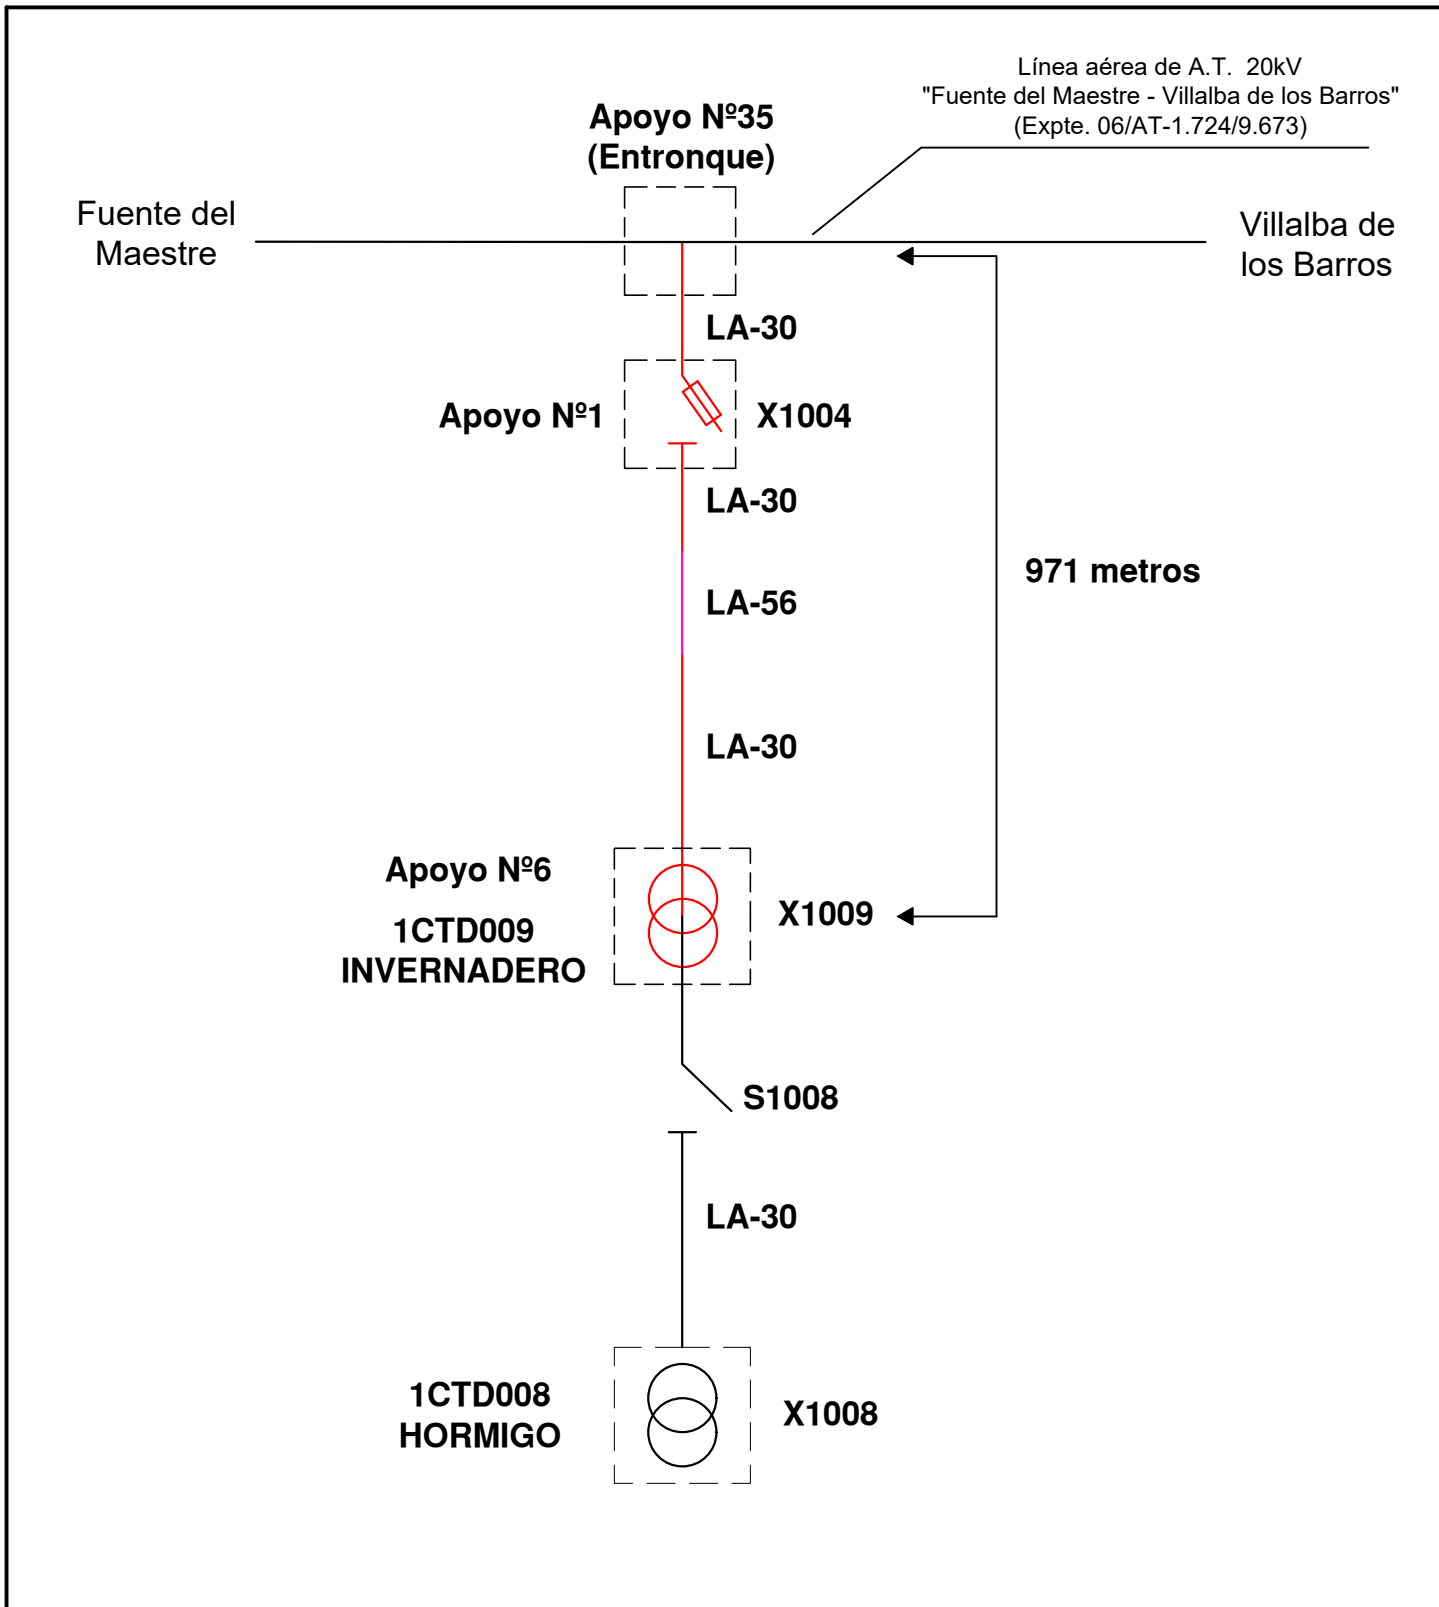 Línea aérea de A.T. 20kV
"Fuente del Maestre - Villalba de los Barros"
(Expte. 06/AT-1.724/9.673)
Apoyo Nº35
(Entronque)
Fuente del
Maestre
Villalba de
los Barros
LA-30
Apoyo Nº1
X1004
LA-30
971 metros
LA-56
LA-30
Apoyo Nº6
1CTD009
INVERNADERO
X1009
S1008
LA-30
1CTD008
HORMIGO
X1008